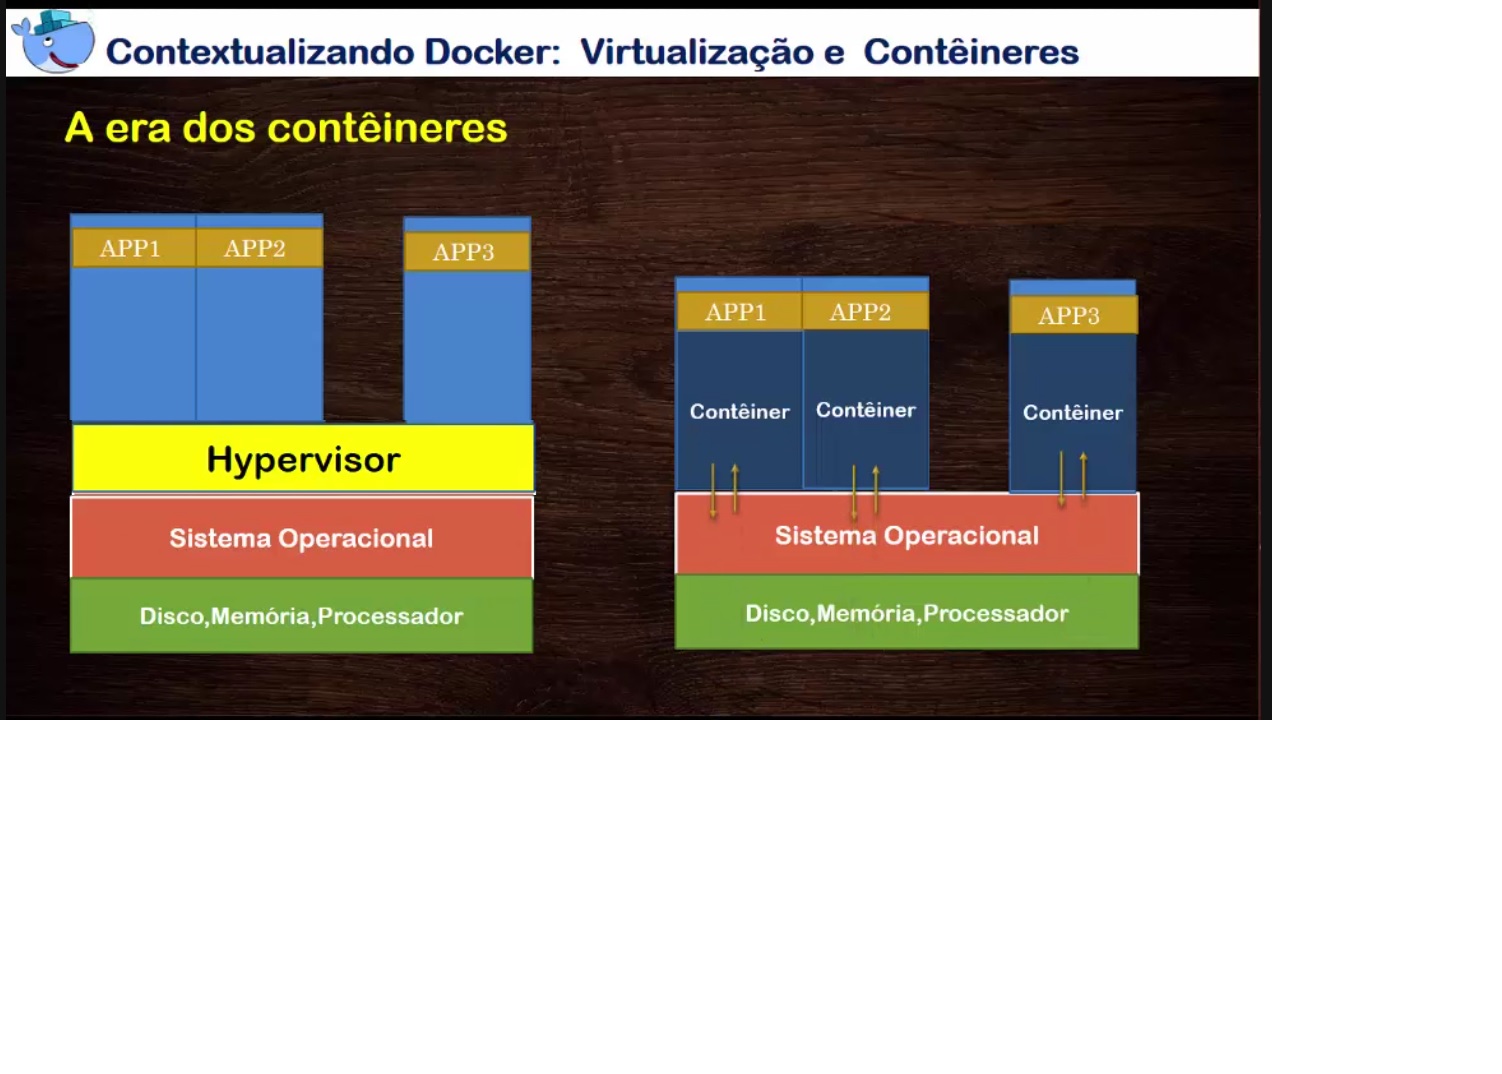 Contextualizando Docker: Virtualização e Contêineres
A era dos contêineres
APP1 APP2 APP3
Hypervisor
Sistema Operacional
Disco,Memória,Processador
APP1 APP2 APP3
Contêiner Contêiner Contêiner
Sistema Operacional
Disco,Memória,Processador